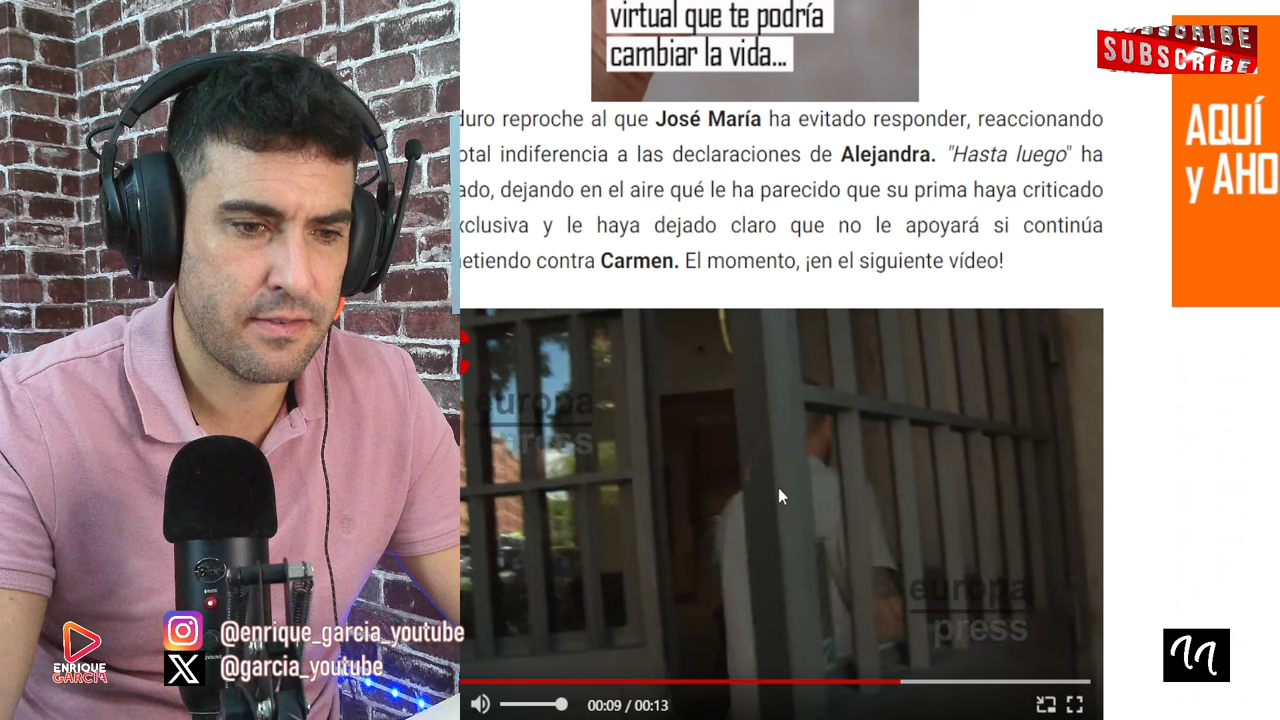 virtual que te podría
cambiar la vida...
SUBSCRIBE
SUBSCRIBE
AQUÍ
y AHO
duro reproche al que José María ha evitado responder, reaccionando
otal indiferencia a las declaraciones de Alejandra. "Hasta luego" ha
ado, dejando en el aire qué le ha parecido que su prima haya criticado
xclusiva y le haya dejado claro que no le apoyará si continúa
etiendo contra Carmen. El momento, ¡en el siguiente vídeo!
europa
press
europa
press
@enrique_garcia_youtube
@garcia_youtube
ENRIQUE
GARCIA
00:09 / 00:13